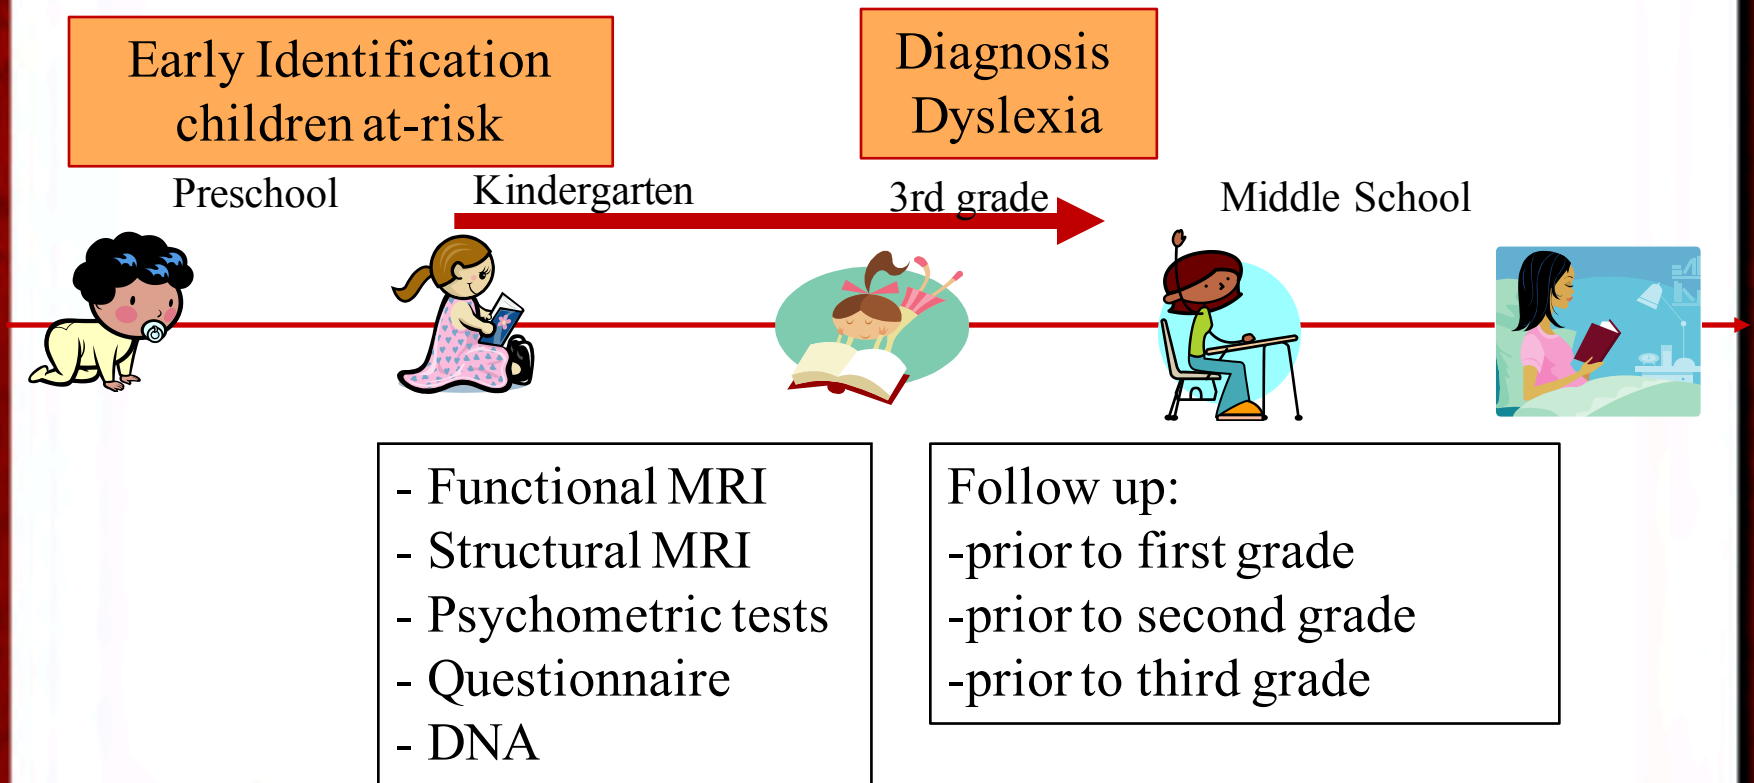 Early Identification
children at-risk
Diagnosis
Dyslexia
Preschool
Kindergarten
3rd grade
Middle School
- Functional MRI
- Structural MRI
- Psychometric tests
- Questionnaire
- DNA
Follow up:
-prior to first grade
-prior to second grade
-prior to third grade